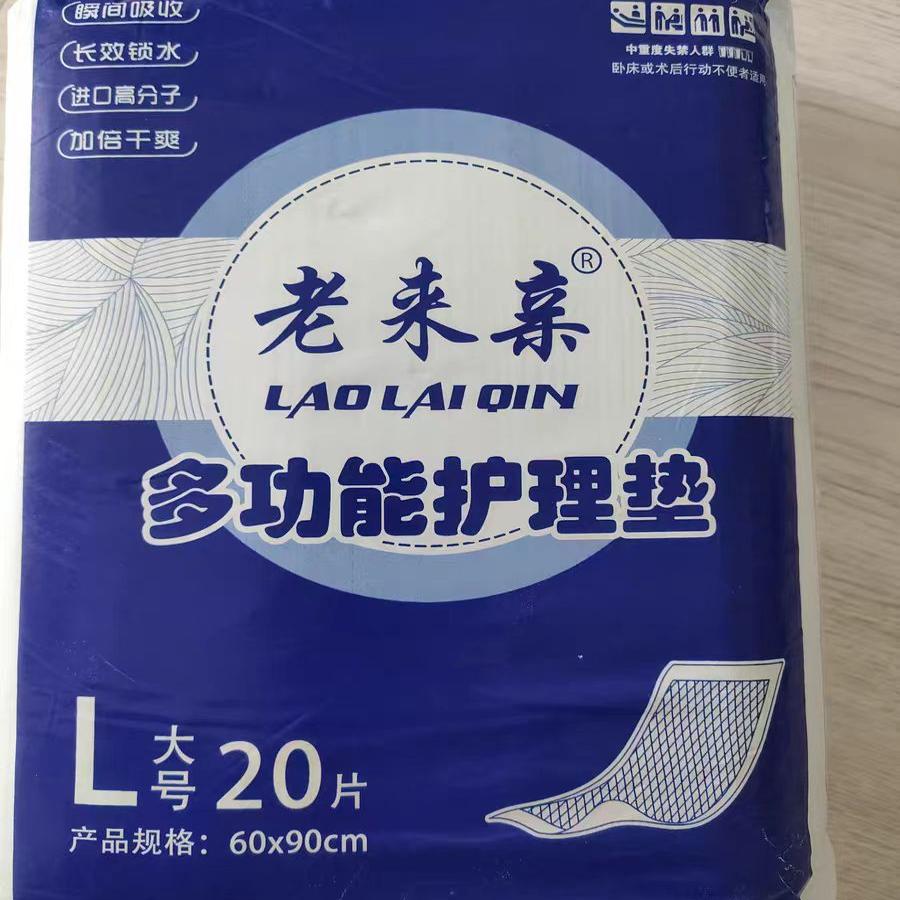 瞬间吸收
长效锁水
进口高分子
加倍干爽
中重度失禁人群
卧床或术后行动不便者适用
老来亲®
LAO LAI QIN
多功能护理垫
L 大号 20片
产品规格：60x90cm